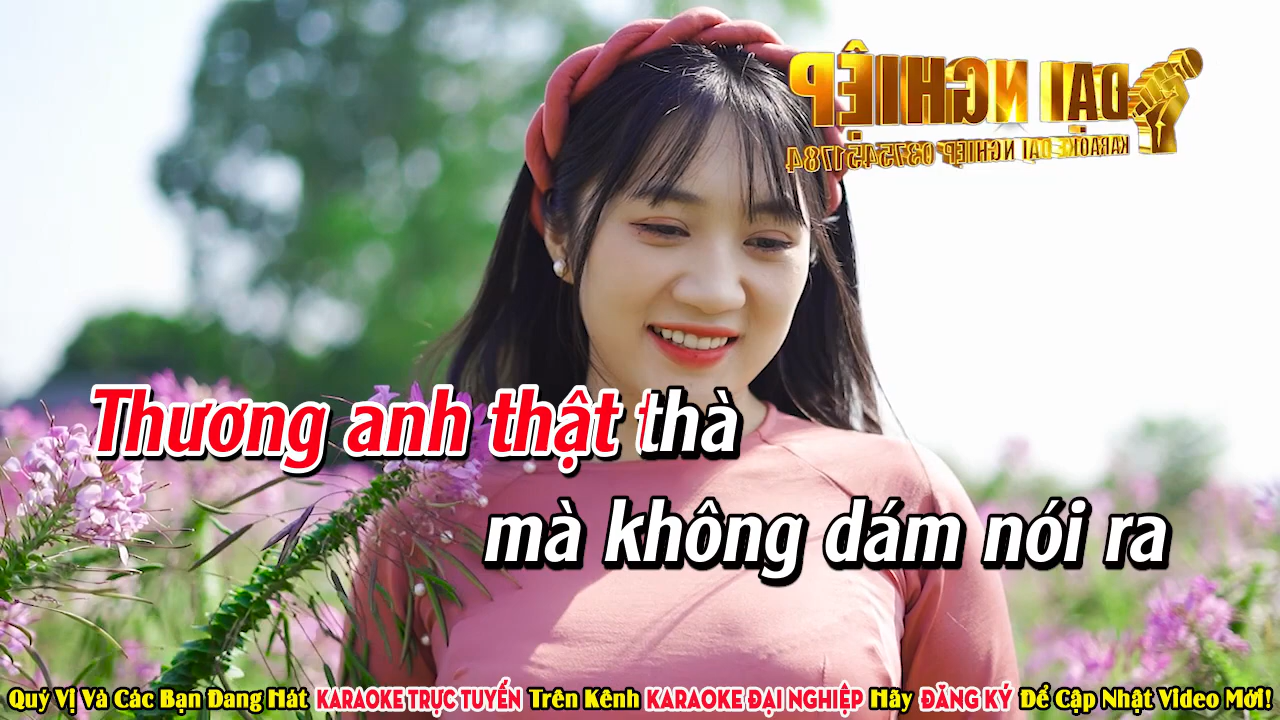 ĐẠI NGHIỆP
KARAOKE ĐẠI NGHIỆP 0375451784
Thương anh thật thà
mà không dám nói ra
Quý Vị Và Các Bạn Đang Hát KARAOKE TRỰC TUYẾN Trên Kênh KARAOKE ĐẠI NGHIỆP Hãy ĐĂNG KÝ Để Cập Nhật Video Mới!